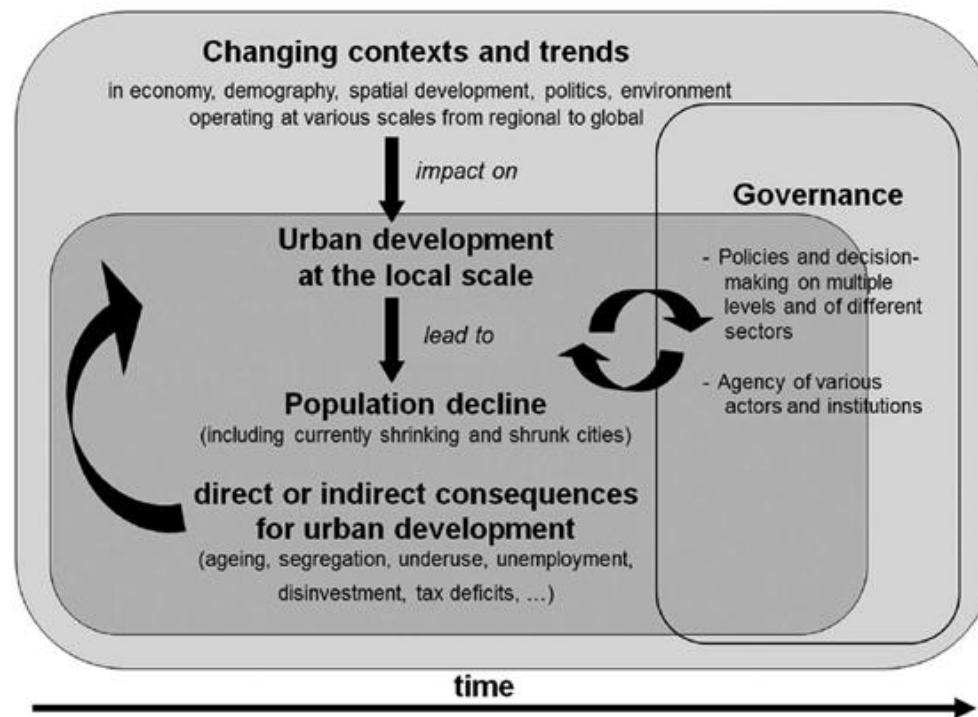 Changing contexts and trends
in economy, demography, spatial development, politics, environment
operating at various scales from regional to global
impact on
Governance
Urban development
at the local scale
- Policies and decision-
making on multiple
levels and of different
sectors
lead to
- Agency of various
actors and institutions
Population decline
(including currently shrinking and shrunk cities)
direct or indirect consequences
for urban development
(ageing, segregation, underuse, unemployment,
disinvestment, tax deficits, ...)
time